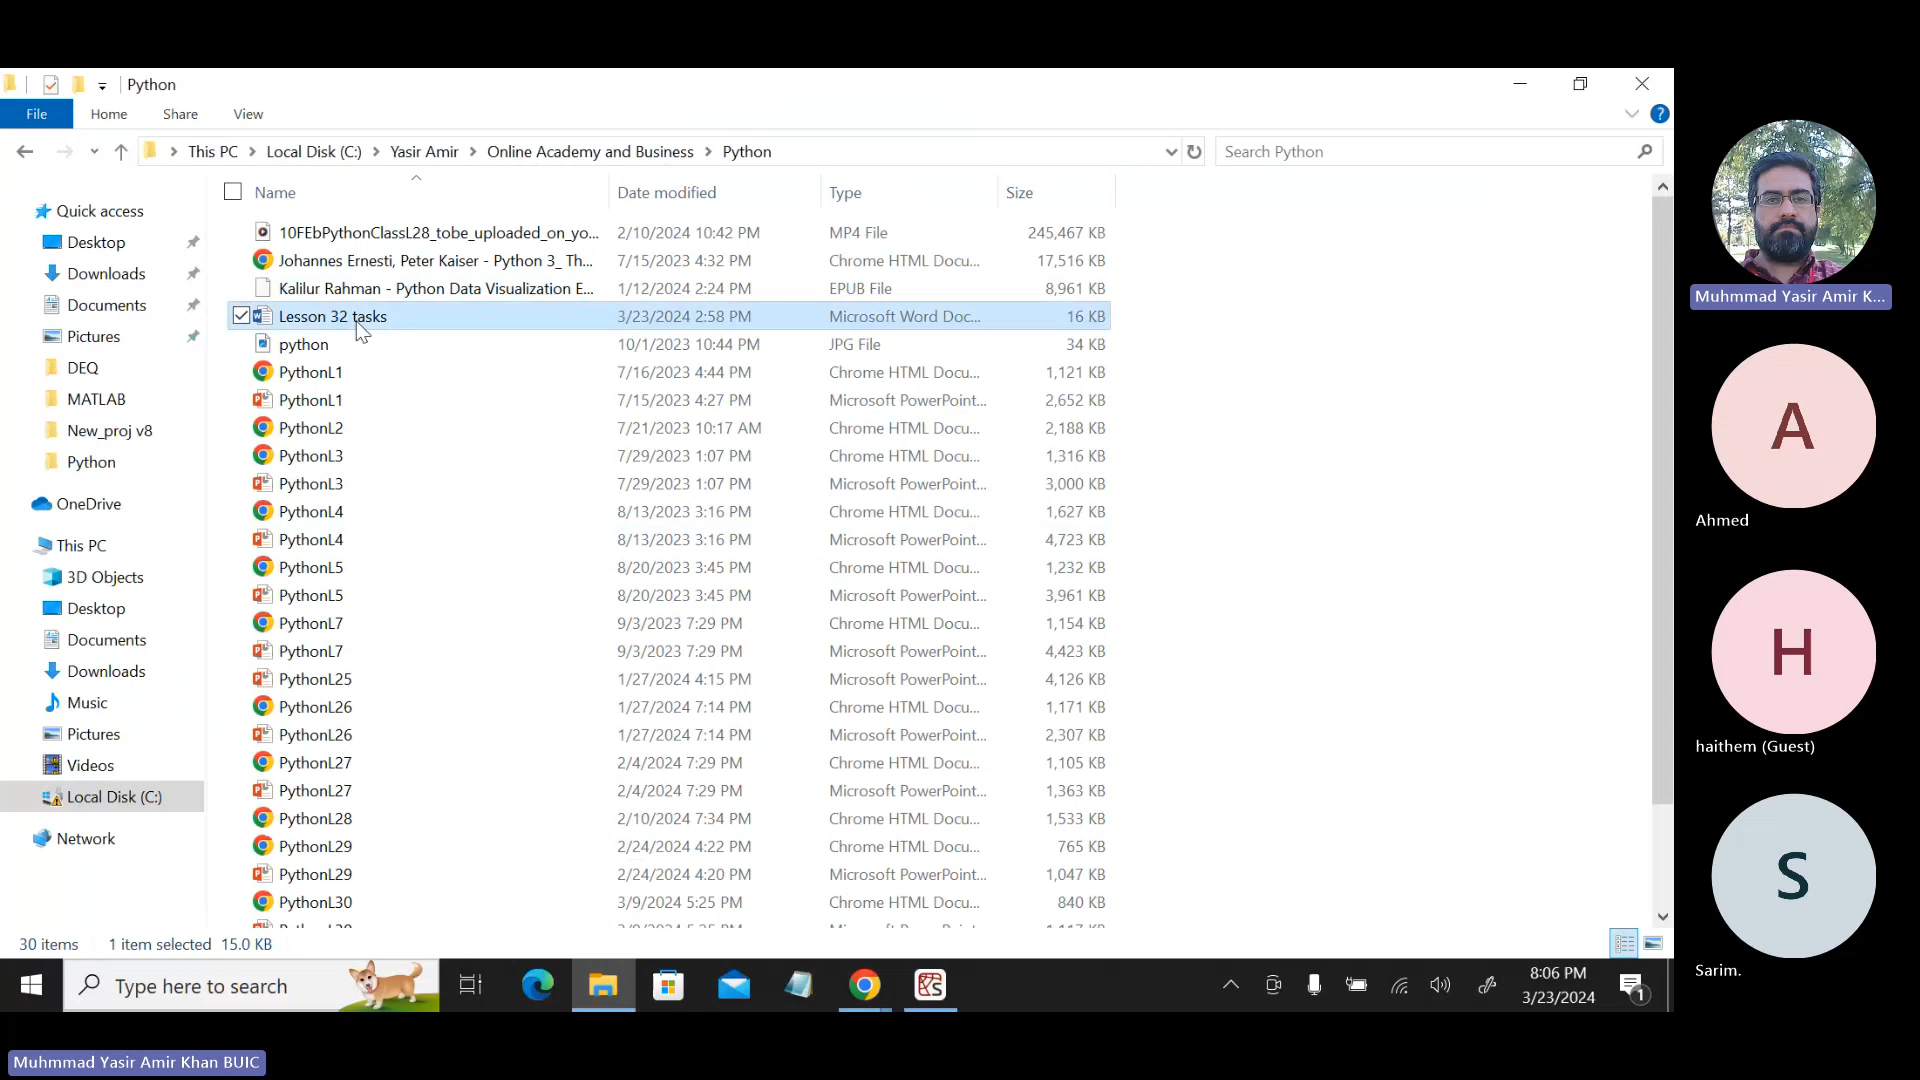 Python
File Home Share View
This PC > Local Disk (C:) > Yasir Amir > Online Academy and Business > Python
Search Python
Name Date modified Type Size
Quick access
Desktop
Downloads
Documents
Pictures
DEQ
MATLAB
New_proj v8
Python
OneDrive
This PC
3D Objects
Desktop
Documents
Downloads
Music
Pictures
Videos
Local Disk (C:)
Network
10FEbPythonClassL28_tobe_uploaded_on_yo... 2/10/2024 10:42 PM MP4 File 245,467 KB
Johannes Ernesti, Peter Kaiser - Python 3_ Th... 7/15/2023 4:32 PM Chrome HTML Docu... 17,516 KB
Kalilur Rahman - Python Data Visualization E... 1/12/2024 2:24 PM EPUB File 8,961 KB
Lesson 32 tasks 3/23/2024 2:58 PM Microsoft Word Doc... 16 KB
python 10/1/2023 10:44 PM JPG File 34 KB
PythonL1 7/16/2023 4:44 PM Chrome HTML Docu... 1,121 KB
PythonL1 7/15/2023 4:27 PM Microsoft PowerPoint... 2,652 KB
PythonL2 7/21/2023 10:17 AM Chrome HTML Docu... 2,188 KB
PythonL3 7/29/2023 1:07 PM Chrome HTML Docu... 1,316 KB
PythonL3 7/29/2023 1:07 PM Microsoft PowerPoint... 3,000 KB
PythonL4 8/13/2023 3:16 PM Chrome HTML Docu... 1,627 KB
PythonL4 8/13/2023 3:16 PM Microsoft PowerPoint... 4,723 KB
PythonL5 8/20/2023 3:45 PM Chrome HTML Docu... 1,232 KB
PythonL5 8/20/2023 3:45 PM Microsoft PowerPoint... 3,961 KB
PythonL7 9/3/2023 7:29 PM Chrome HTML Docu... 1,154 KB
PythonL7 9/3/2023 7:29 PM Microsoft PowerPoint... 4,423 KB
PythonL25 1/27/2024 4:15 PM Microsoft PowerPoint... 4,126 KB
PythonL26 1/27/2024 7:14 PM Chrome HTML Docu... 1,171 KB
PythonL26 1/27/2024 7:14 PM Microsoft PowerPoint... 2,307 KB
PythonL27 2/4/2024 7:29 PM Chrome HTML Docu... 1,105 KB
PythonL27 2/4/2024 7:29 PM Microsoft PowerPoint... 1,363 KB
PythonL28 2/10/2024 7:34 PM Chrome HTML Docu... 1,533 KB
PythonL29 2/24/2024 4:22 PM Chrome HTML Docu... 765 KB
PythonL29 2/24/2024 4:20 PM Microsoft PowerPoint... 1,047 KB
PythonL30 3/9/2024 5:25 PM Chrome HTML Docu... 840 KB
30 items 1 item selected 15.0 KB
Type here to search
8:06 PM
3/23/2024
1
Muhmmad Yasir Amir K...
A
Ahmed
H
haithem (Guest)
S
Sarim.
Muhmmad Yasir Amir Khan BUIC